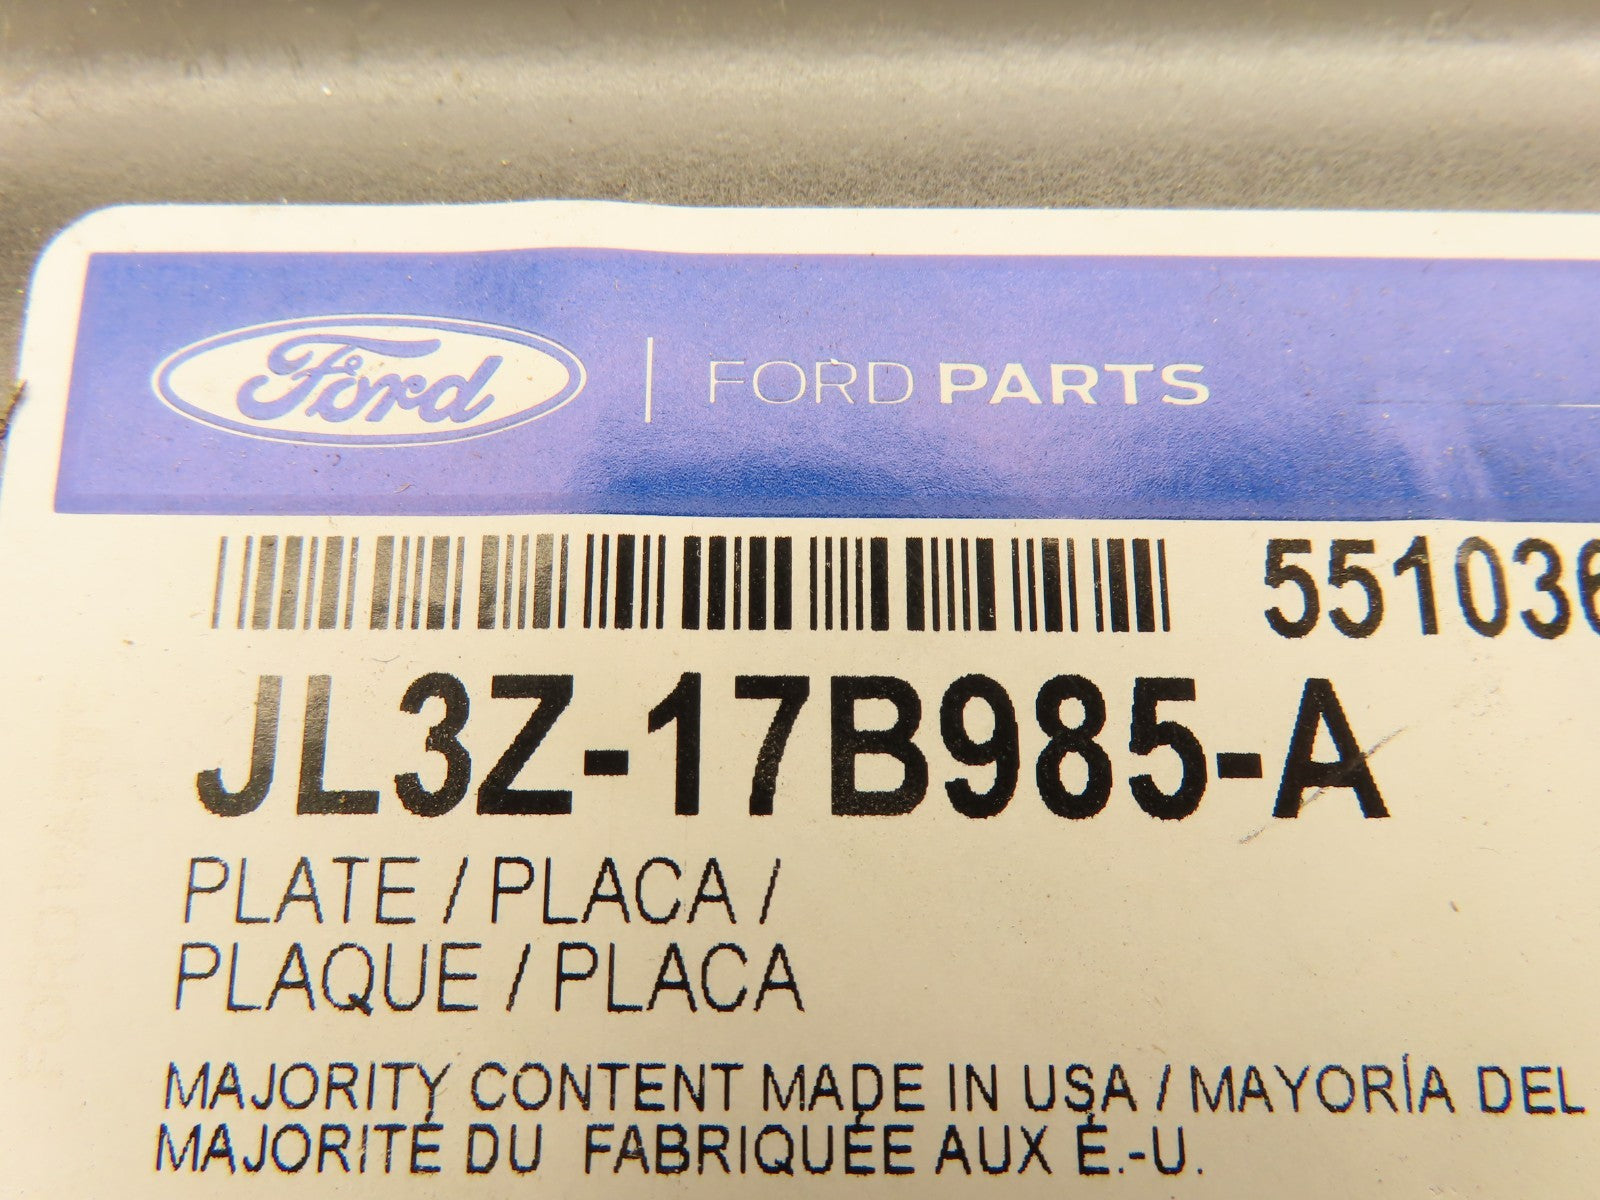 Ford | FORD PARTS
551036
JL3Z-17B985-A
PLATE / PLACA /
PLAQUE / PLACA
MAJORITY CONTENT MADE IN USA / MAYORÍA DEL
MAJORITÉ DU FABRIQUÉE AUX É.-U.